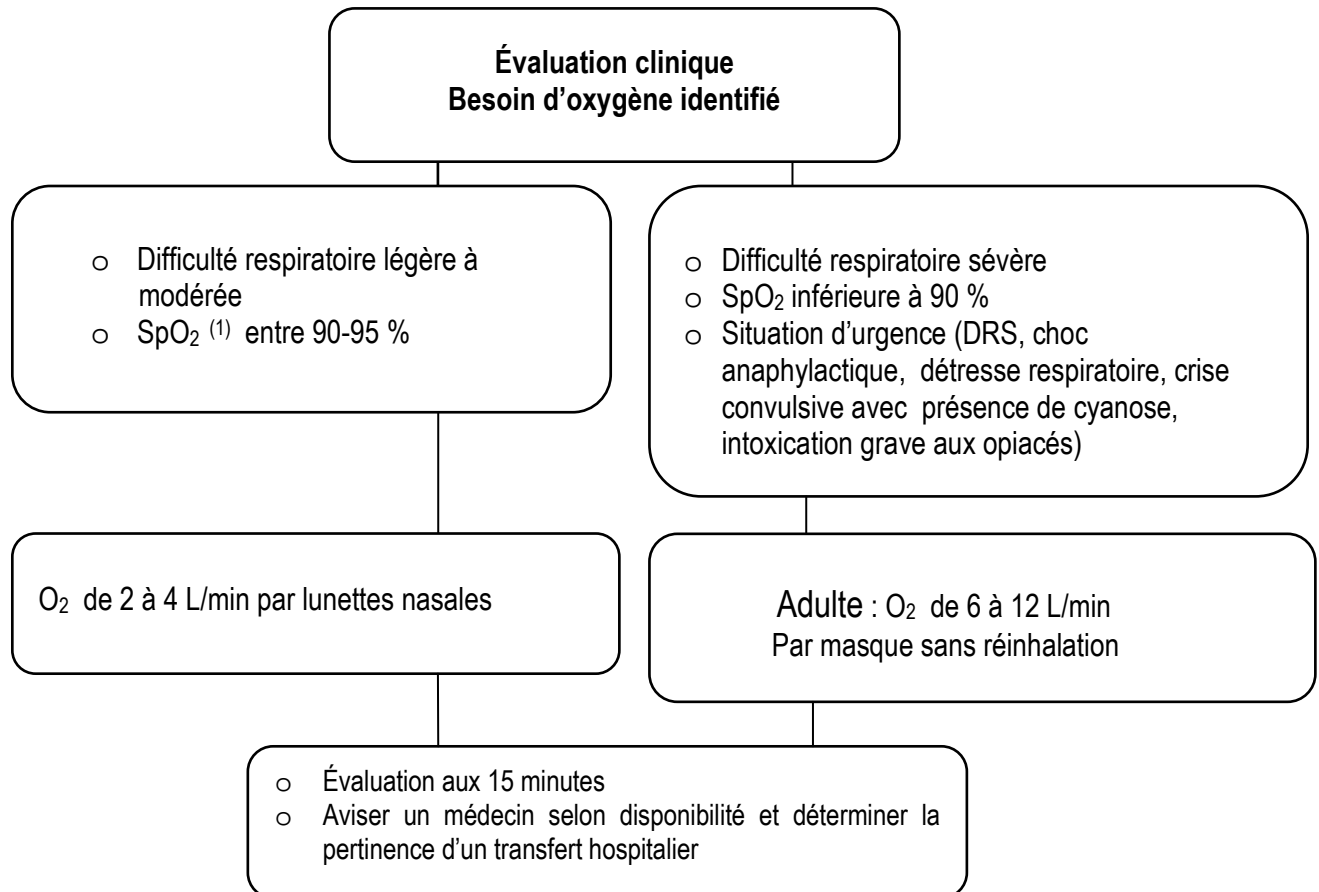 Évaluation clinique
Besoin d’oxygène identifié
o Difficulté respiratoire légère à
modérée
o SpO₂ ⁽¹⁾ entre 90-95 %
o Difficulté respiratoire sévère
o SpO₂ inférieure à 90 %
o Situation d’urgence (DRS, choc
anaphylactique, détresse respiratoire, crise
convulsive avec présence de cyanose,
intoxication grave aux opiacés)
O₂ de 2 à 4 L/min par lunettes nasales
Adulte : O₂ de 6 à 12 L/min
Par masque sans réinhalation
o Évaluation aux 15 minutes
o Aviser un médecin selon disponibilité et déterminer la
pertinence d’un transfert hospitalier